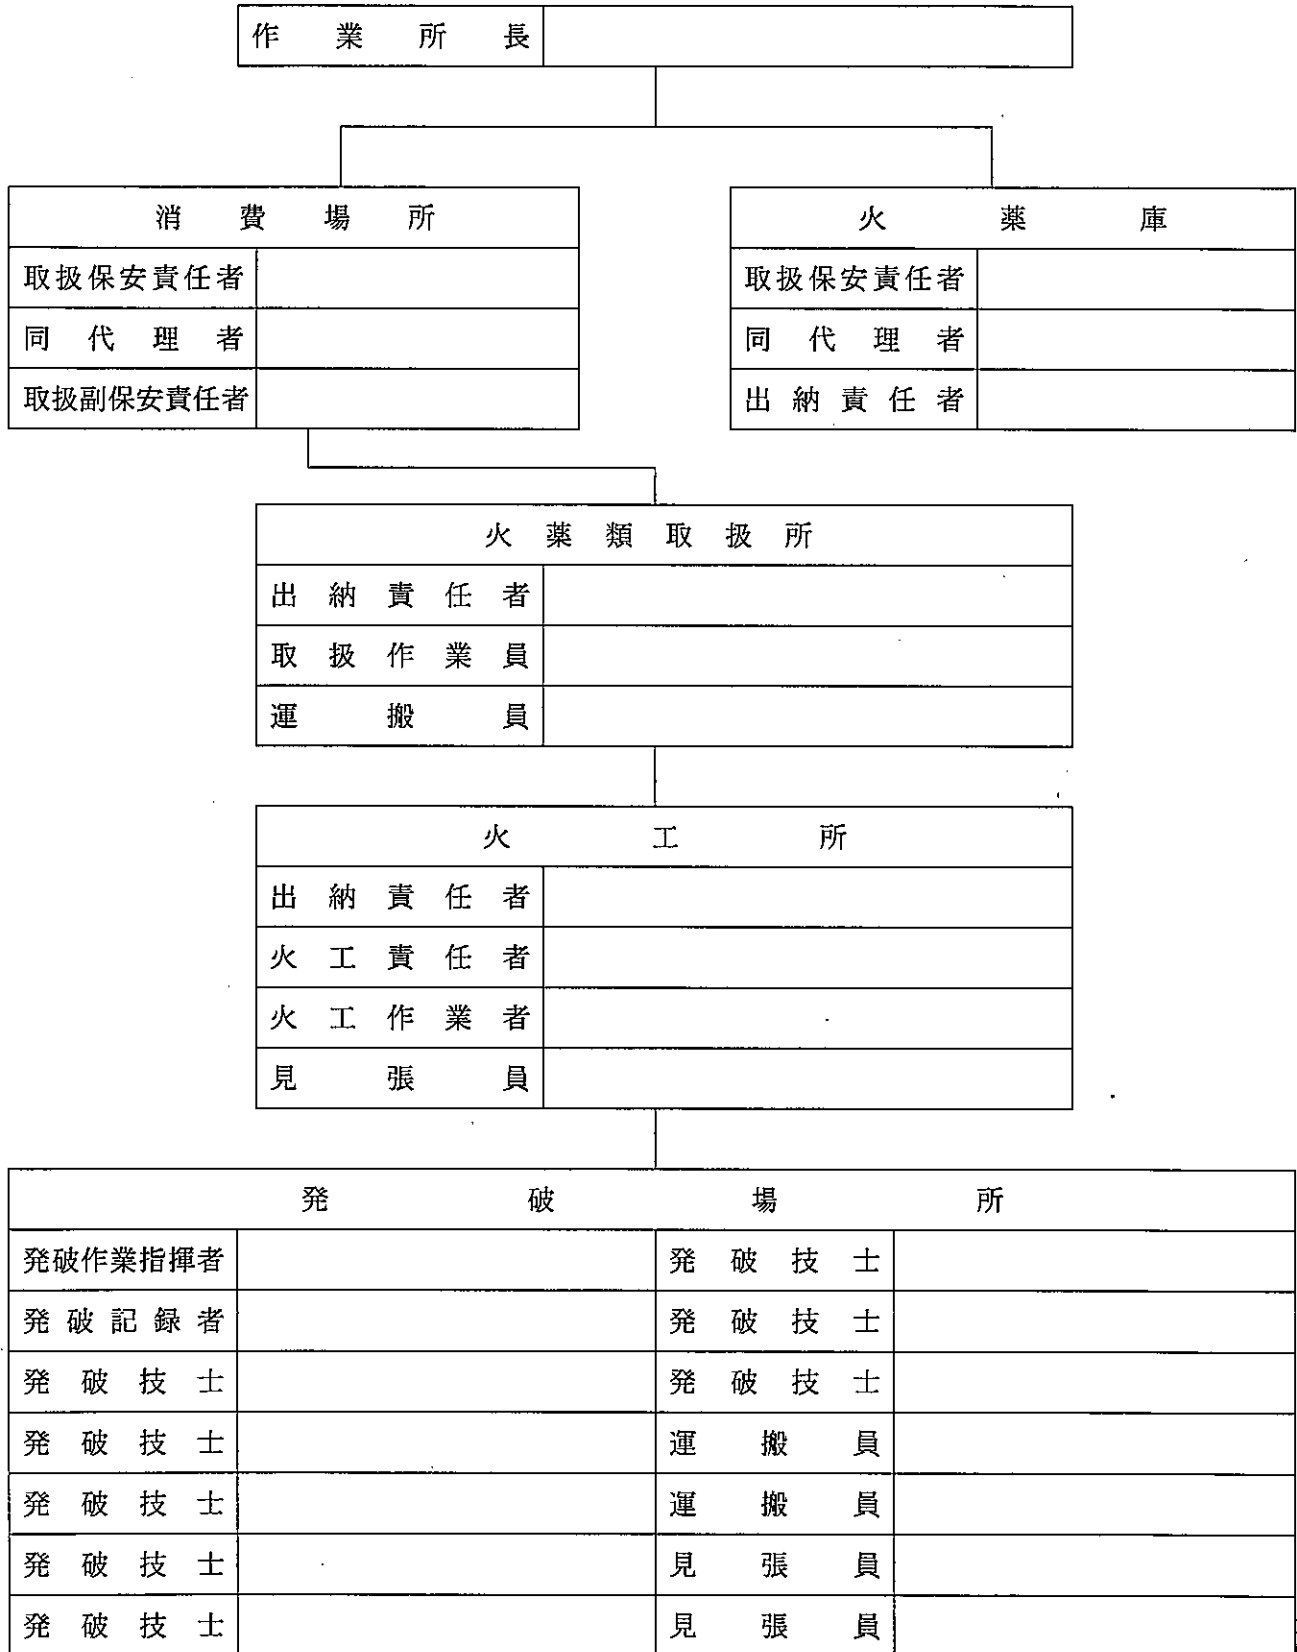 作業所長
消費場所
取扱保安責任者
同代理者
取扱副保安責任者
火薬庫
取扱保安責任者
同代理者
出納責任者
火薬類取扱所
出納責任者
取扱作業員
運搬員
火工所
出納責任者
火工責任者
火工作業者
見張員
発破場所
発破作業指揮者 発破技士
発破記録者 発破技士
発破技士 発破技士
発破技士 運搬員
発破技士 運搬員
発破技士 見張員
発破技士 見張員